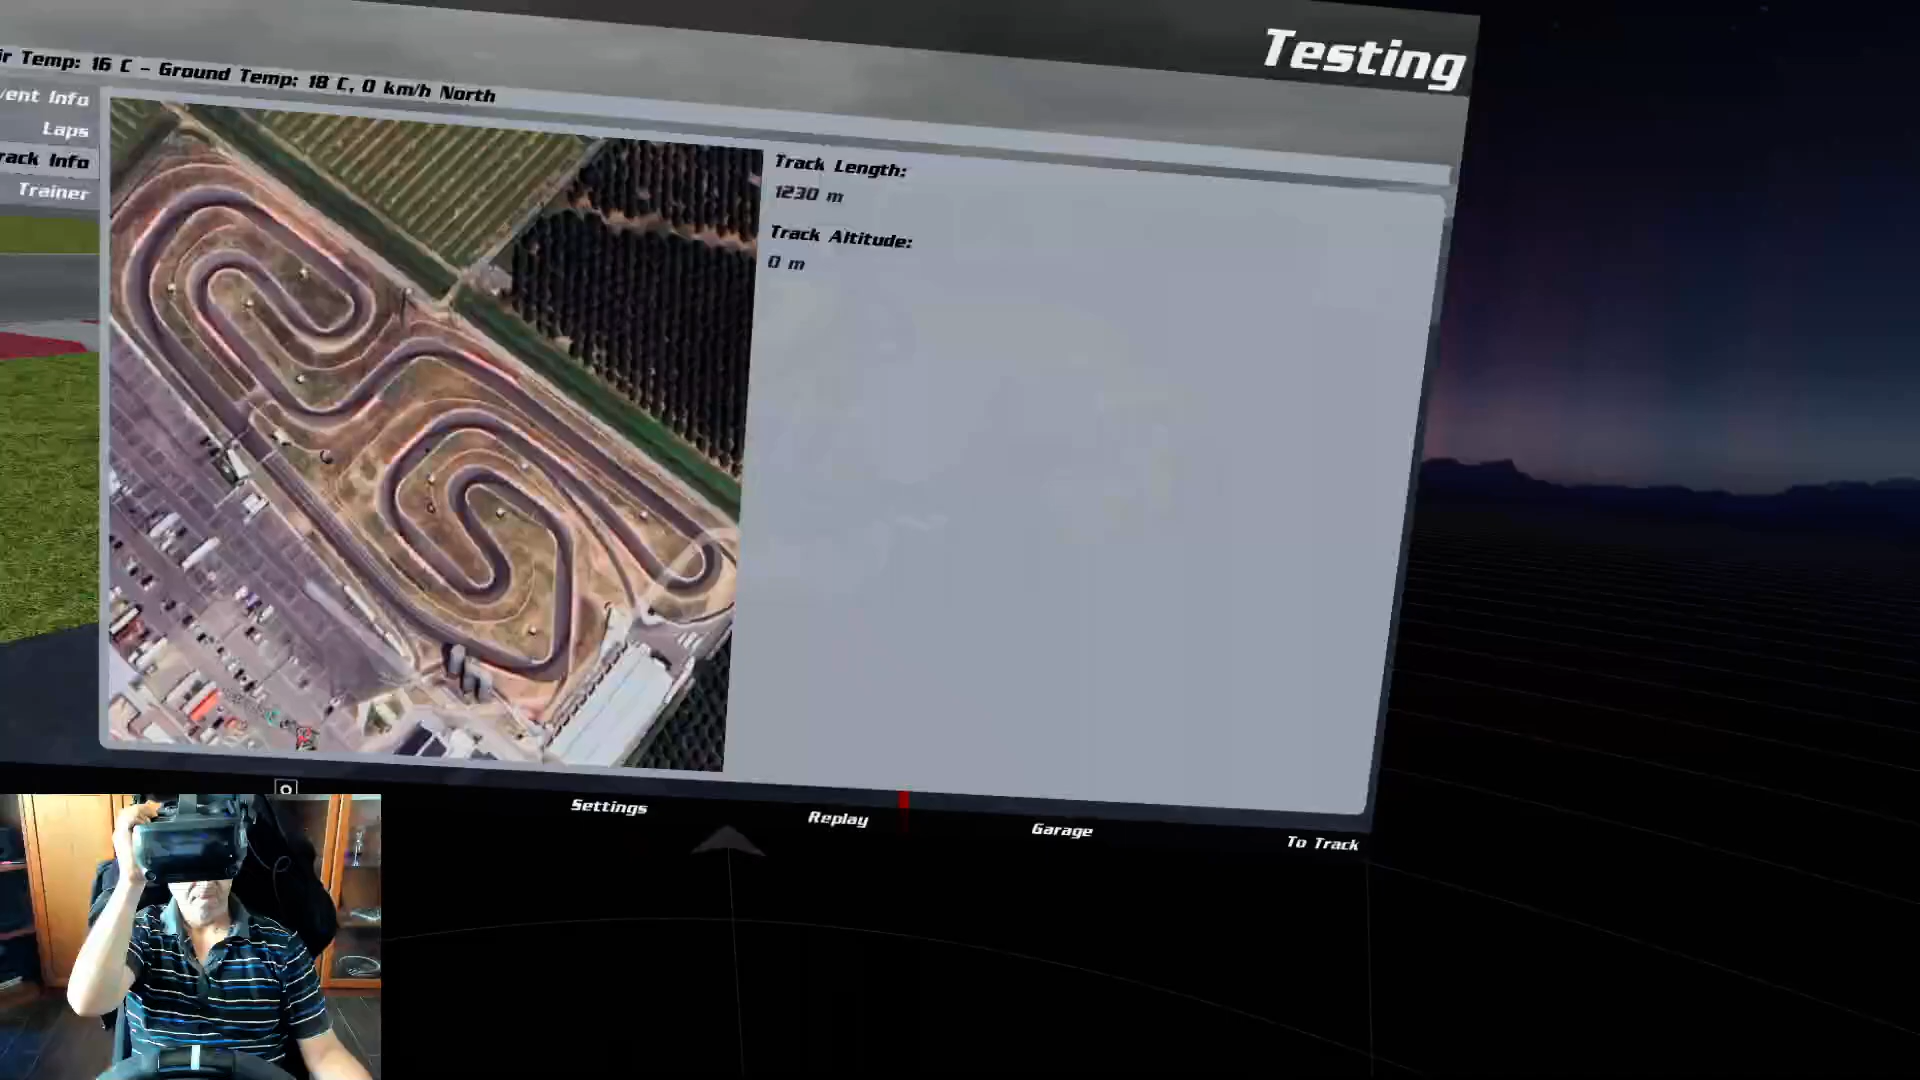 Testing
ir Temp: 16 C - Ground Temp: 18 C, 0 km/h North
vent Info
Laps
rack Info
Trainer
Track Length:
1230 m
Track Altitude:
0 m
Settings
Replay
Garage
To Track